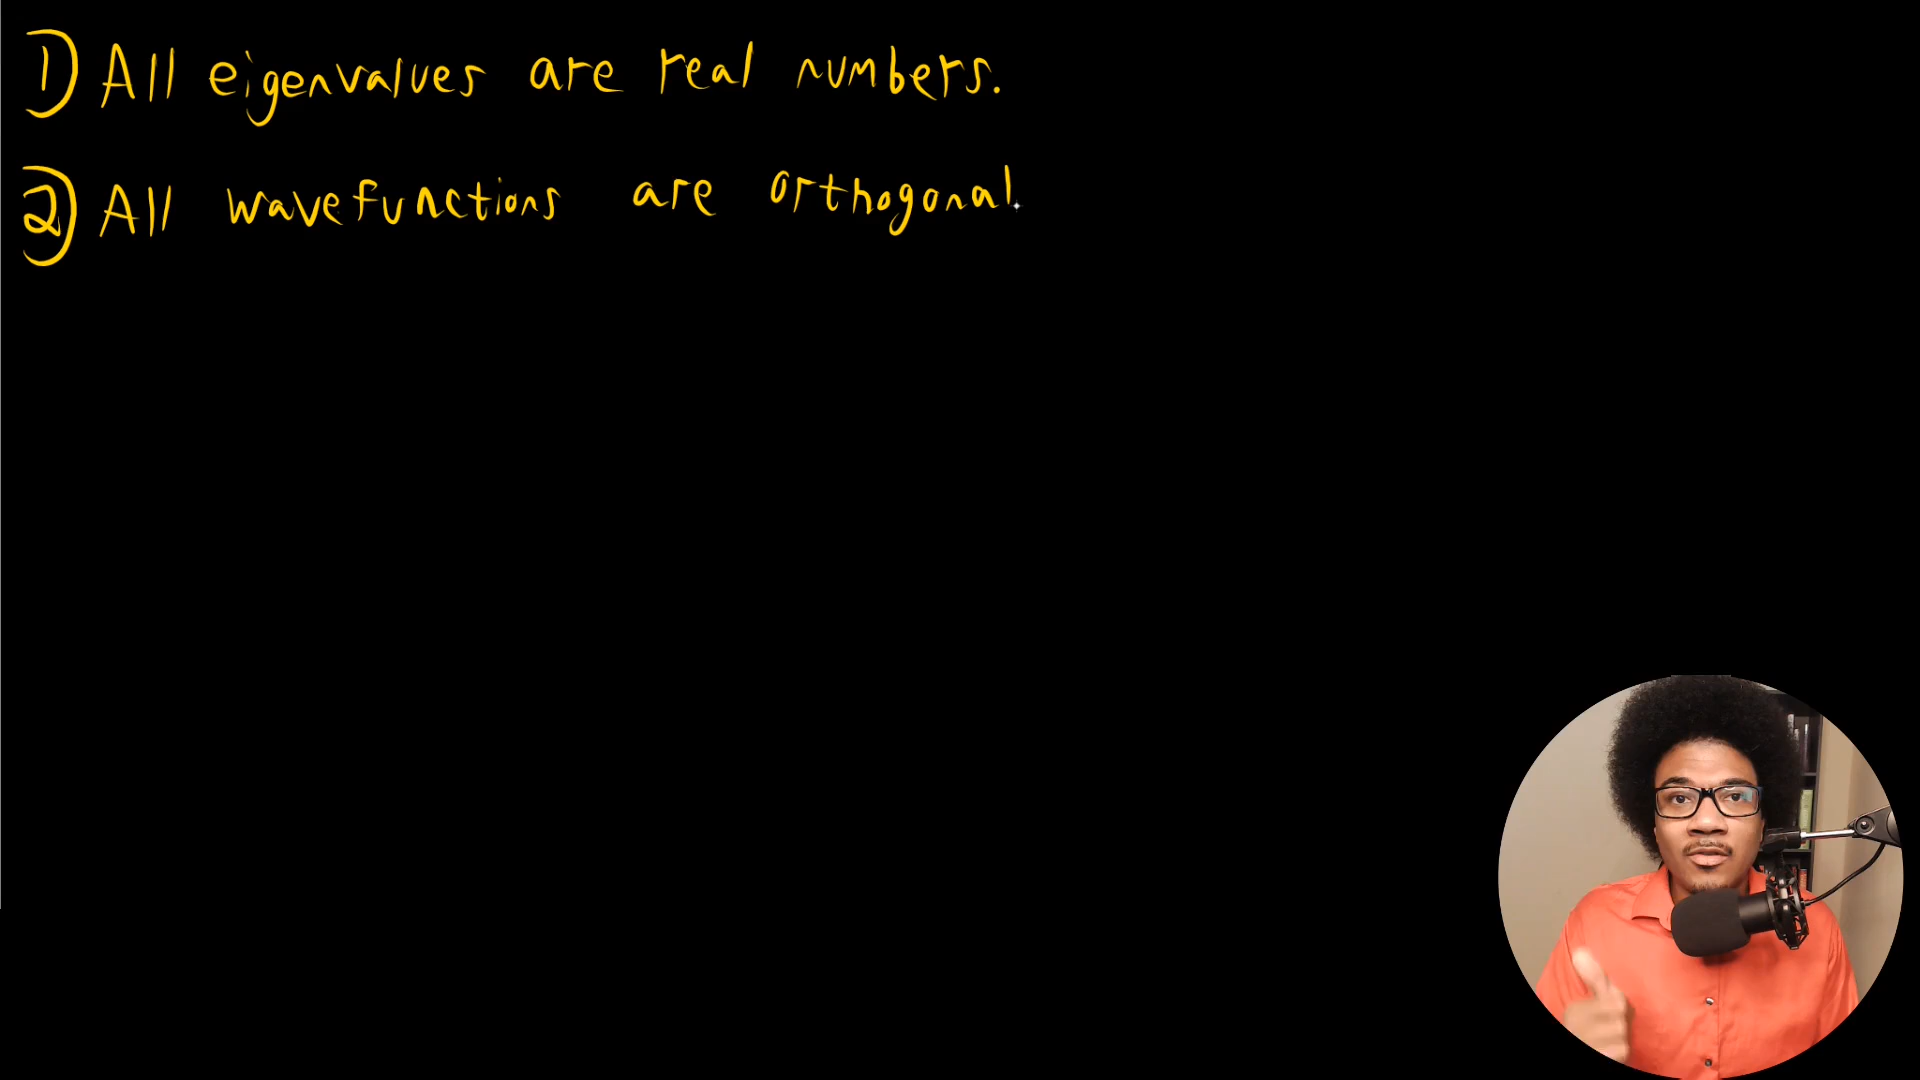 1) All eigenvalues are real numbers.
2) All wavefunctions are orthogonal.